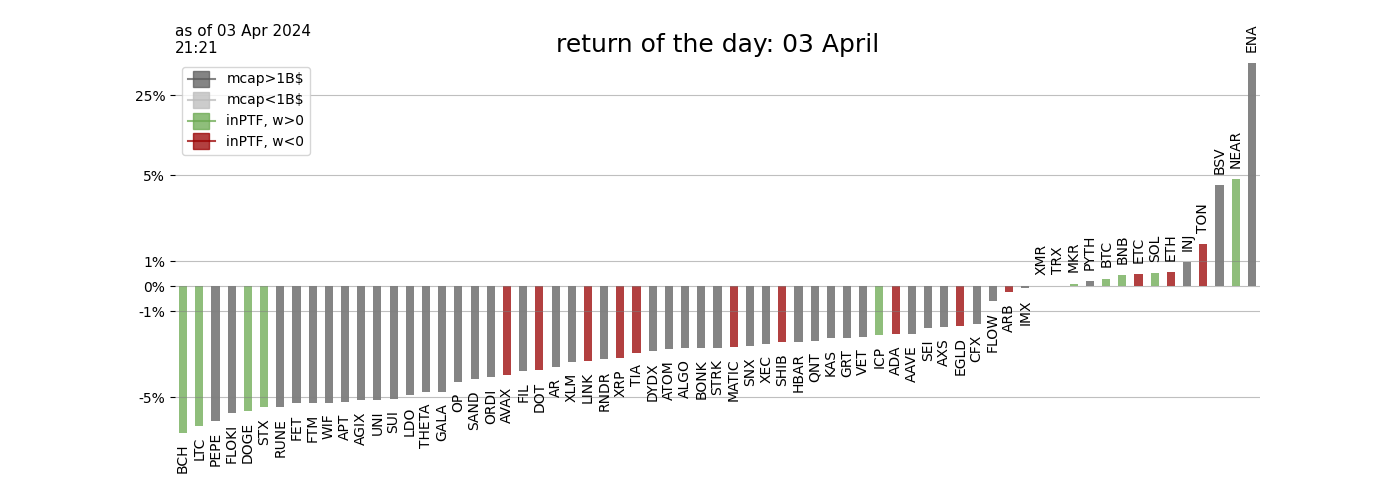 as of 03 Apr 2024
21:21
return of the day: 03 April
mcap>1B$
mcap<1B$
inPTF, w>0
inPTF, w<0
25%
5%
1%
0%
-1%
-5%
BCH
LTC
PEPE
FLOKI
DOGE
STX
RUNE
FET
FTM
WIF
APT
AGIX
UNI
SUI
LDO
THETA
GALA
OP
SAND
ORDI
AVAX
FIL
DOT
AR
XLM
LINK
RNDR
XRP
TIA
DYDX
ATOM
ALGO
BONK
STRK
MATIC
SNX
XEC
SHIB
HBAR
QNT
KAS
GRT
VET
ICP
ADA
AAVE
SEI
AXS
EGLD
CFX
FLOW
ARB
IMX
XMR
TRX
MKR
PYTH
BTC
BNB
ETC
SOL
ETH
INJ
TON
BSV
NEAR
ENA